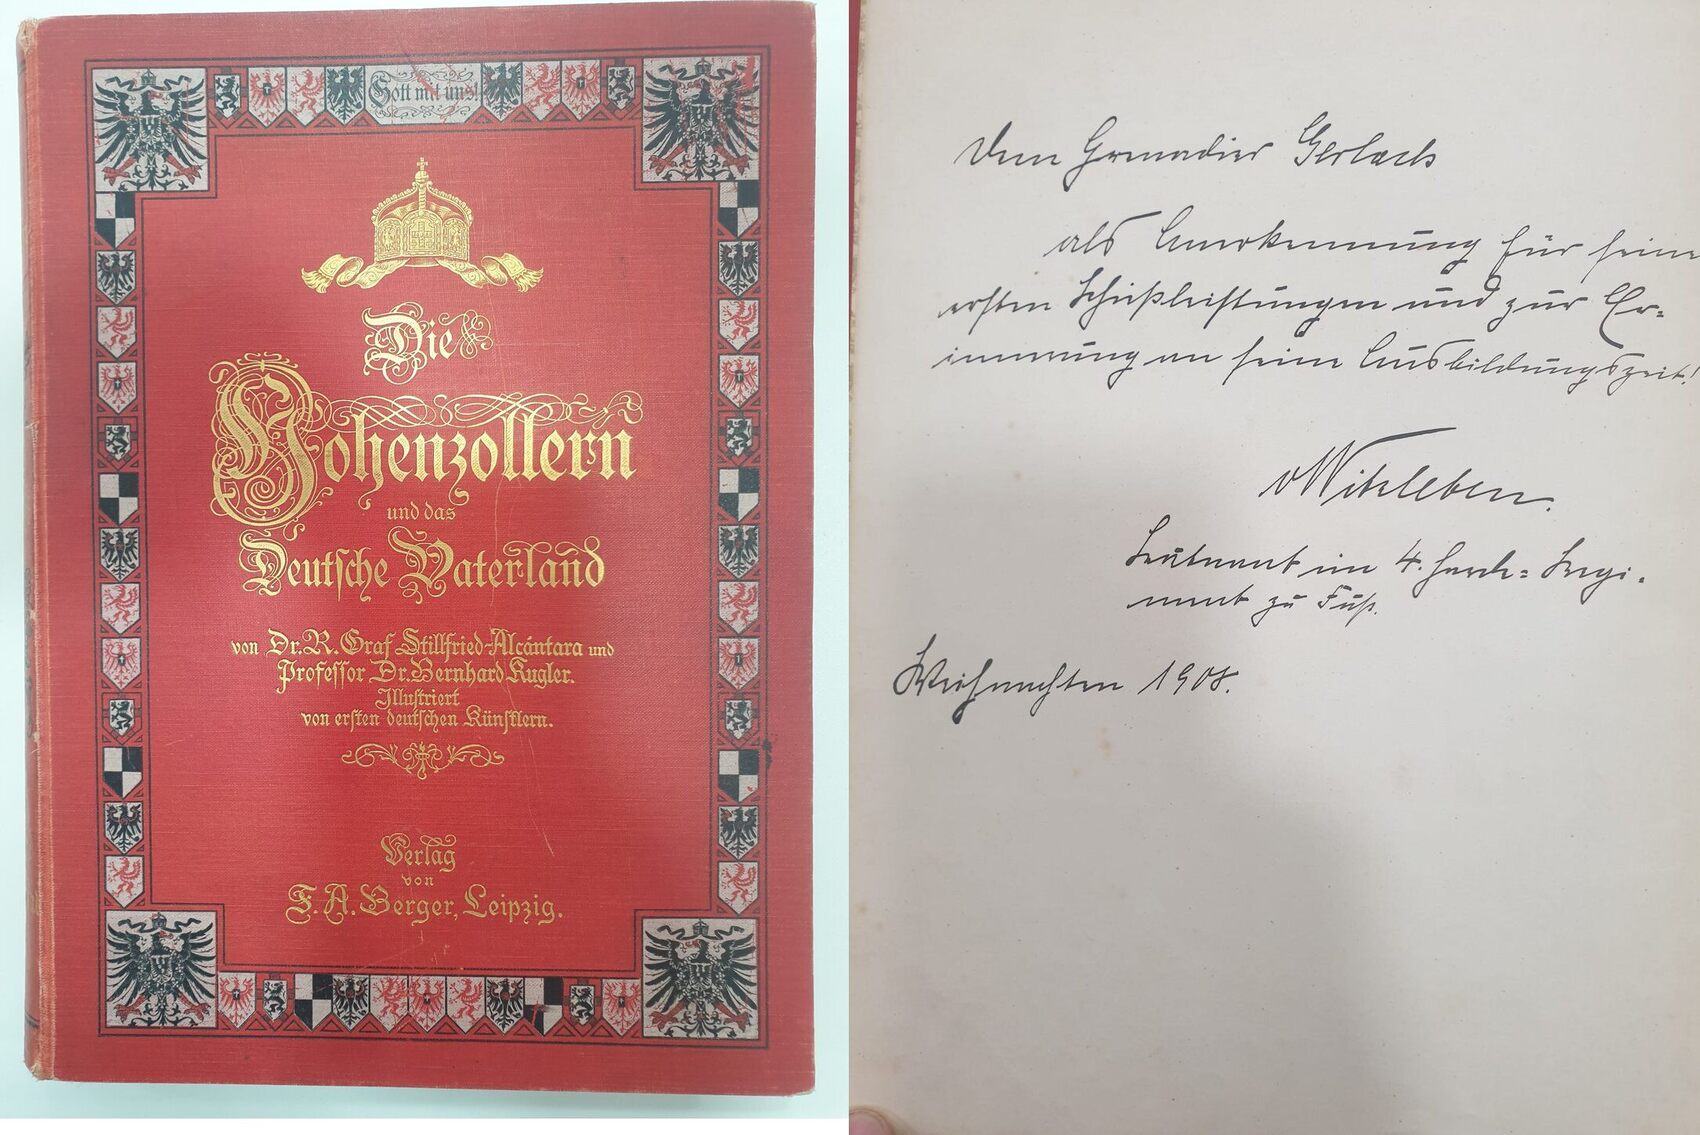 Gott mit uns!
Die
Hohenzollern
und das
Deutsche Vaterland
von Dr. R. Graf Stillfried-Alcántara und
Professor Dr. Bernhard Kugler.
Illustriert
von ersten deutschen Künstlern.
Verlag
von
F. A. Berger, Leipzig.
Dem Grenadier Gerlach
als Anerkennung für seine
ersten Schießleistungen und zur Er-
innerung an seine Ausbildungszeit!
v Witzleben.
Leutnant im 4. Garde-Regi-
ment zu Fuß.
Weihnachten 1908.